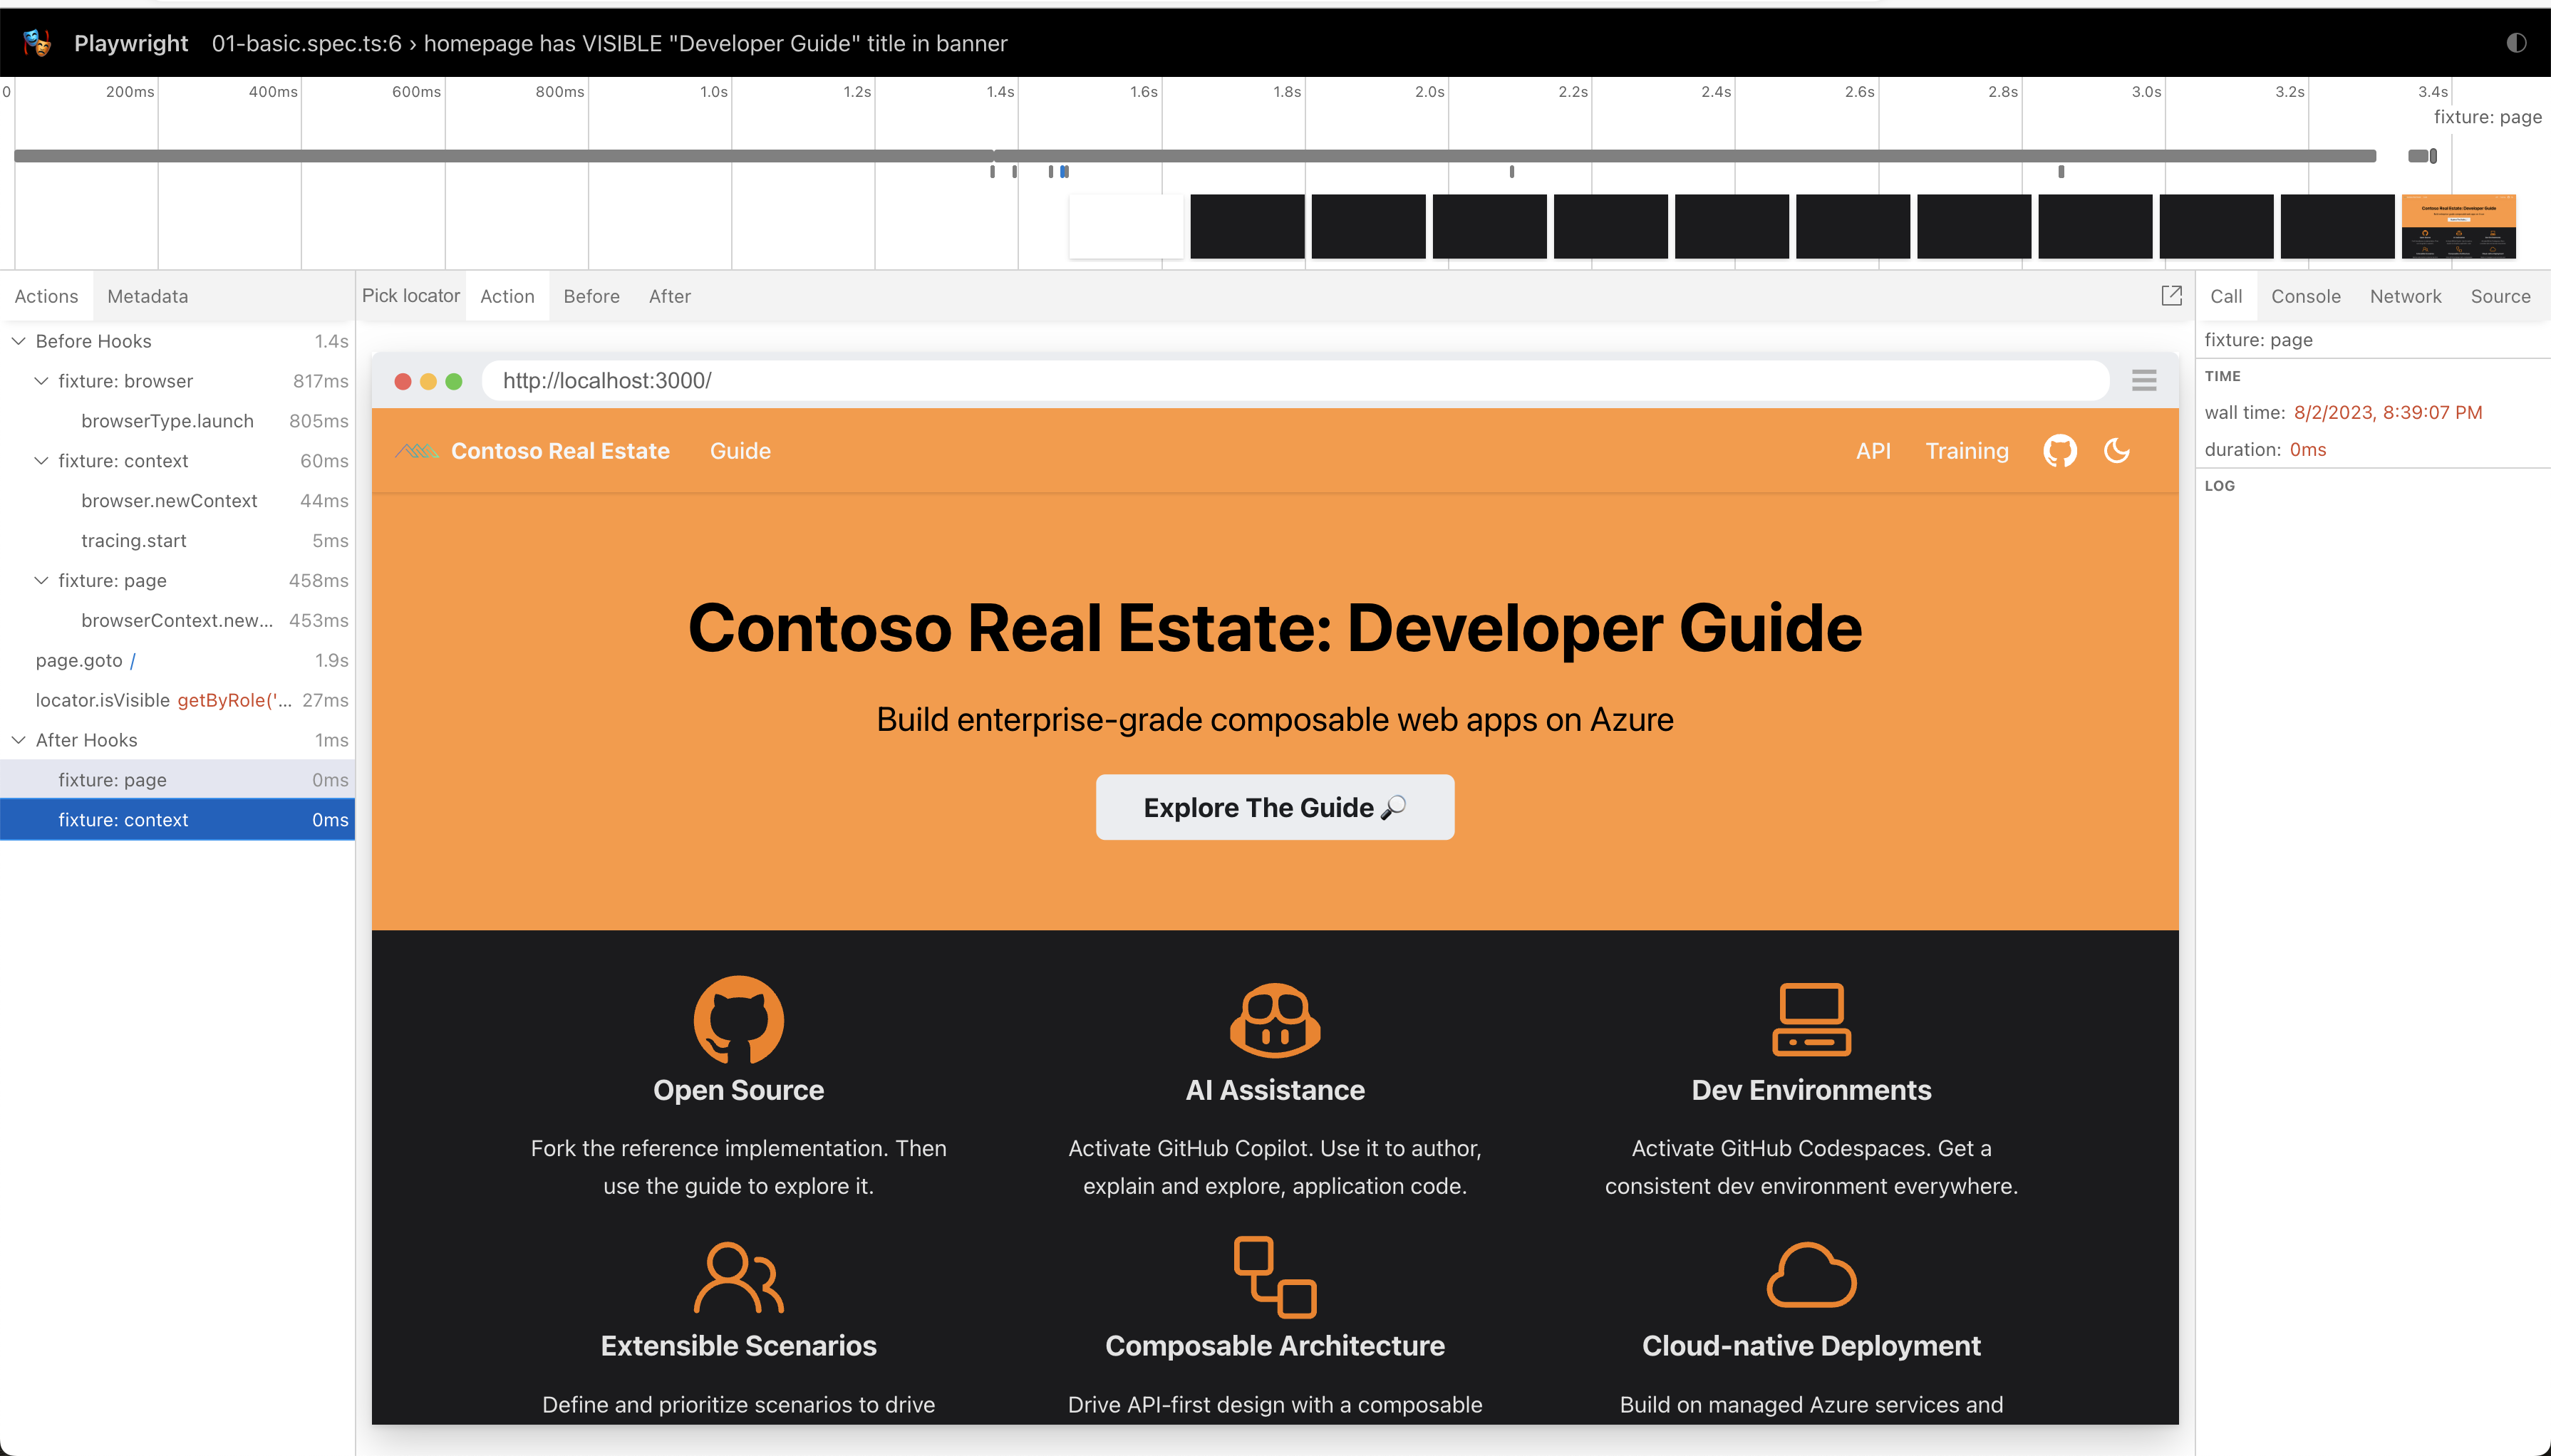 Playwright 01-basic.spec.ts:6 › homepage has VISIBLE "Developer Guide" title in banner
0 200ms 400ms 600ms 800ms 1.0s 1.2s 1.4s 1.6s 1.8s 2.0s 2.2s 2.4s 2.6s 2.8s 3.0s 3.2s 3.4s
fixture: page
Contoso Real Estate: Developer Guide
Actions Metadata
Before Hooks 1.4s
fixture: browser 817ms
browserType.launch 805ms
fixture: context 60ms
browser.newContext 44ms
tracing.start 5ms
fixture: page 458ms
browserContext.new... 453ms
page.goto / 1.9s
locator.isVisible getByRole('... 27ms
After Hooks 1ms
fixture: page 0ms
fixture: context 0ms
Pick locator Action Before After
http://localhost:3000/
Contoso Real Estate Guide API Training
Contoso Real Estate: Developer Guide
Build enterprise-grade composable web apps on Azure
Explore The Guide
Open Source
Fork the reference implementation. Then
use the guide to explore it.
AI Assistance
Activate GitHub Copilot. Use it to author,
explain and explore, application code.
Dev Environments
Activate GitHub Codespaces. Get a
consistent dev environment everywhere.
Extensible Scenarios
Define and prioritize scenarios to drive
Composable Architecture
Drive API-first design with a composable
Cloud-native Deployment
Build on managed Azure services and
Call Console Network Source
fixture: page
TIME
wall time: 8/2/2023, 8:39:07 PM
duration: 0ms
LOG